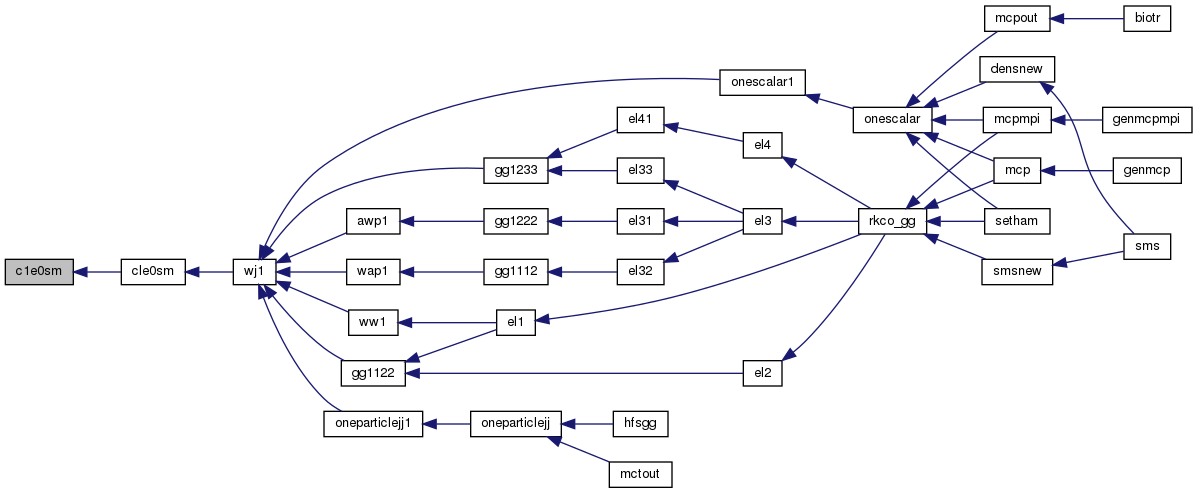 c1e0sm
cle0sm
wj1
onescalar1
gg1233
awp1
wap1
ww1
gg1122
oneparticlejj1
el41
el33
gg1222
gg1112
el1
oneparticlejj
el31
el32
hfsgg
mctout
el4
el3
el2
onescalar
rkco_gg
mcpout
densnew
mcpmpi
mcp
setham
smsnew
biotr
genmcpmpi
genmcp
sms